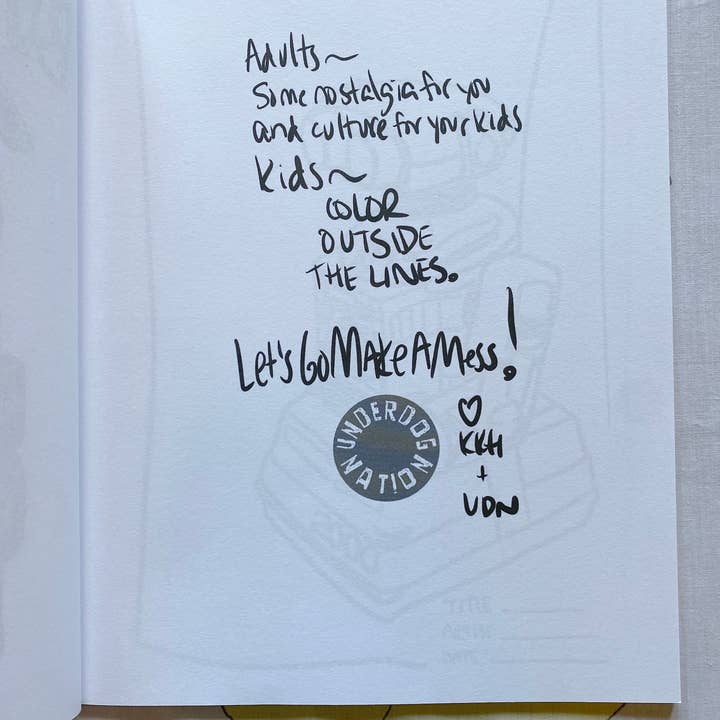 Adults~
Some nostalgia for you
and culture for your kids
Kids~
COLOR
OUTSIDE
THE LINES.
Let's Go MAKE A Mess!
UNDERDOG
NATION
♡
KKH
+
UDN